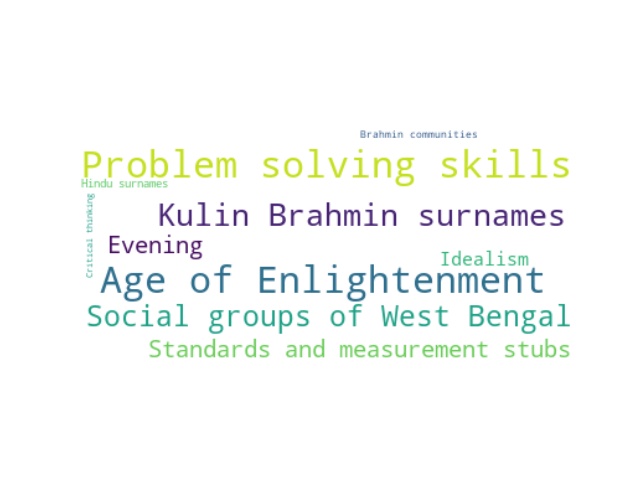 Brahmin communities
Problem solving skills
Hindu surnames
Critical thinking
Kulin Brahmin surnames
Evening
Idealism
Age of Enlightenment
Social groups of West Bengal
Standards and measurement stubs